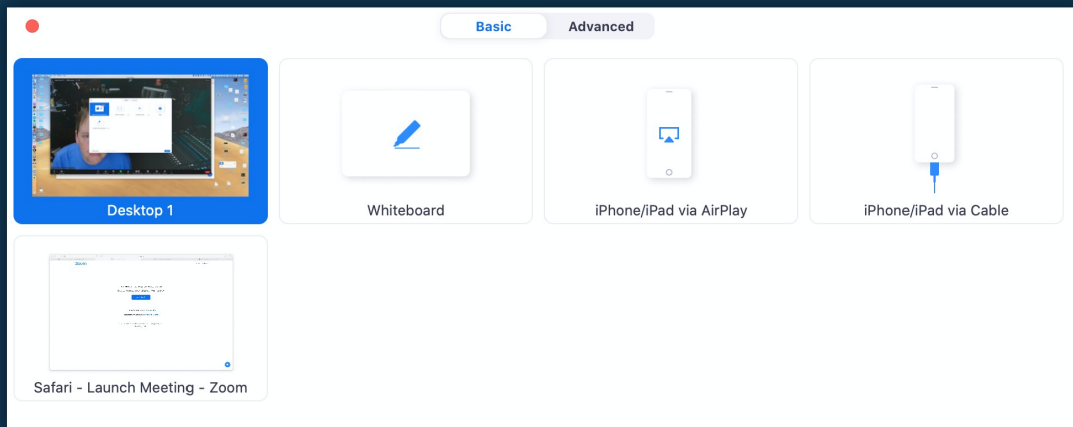 Basic
Advanced
Desktop 1
Whiteboard
iPhone/iPad via AirPlay
iPhone/iPad via Cable
Safari - Launch Meeting - Zoom